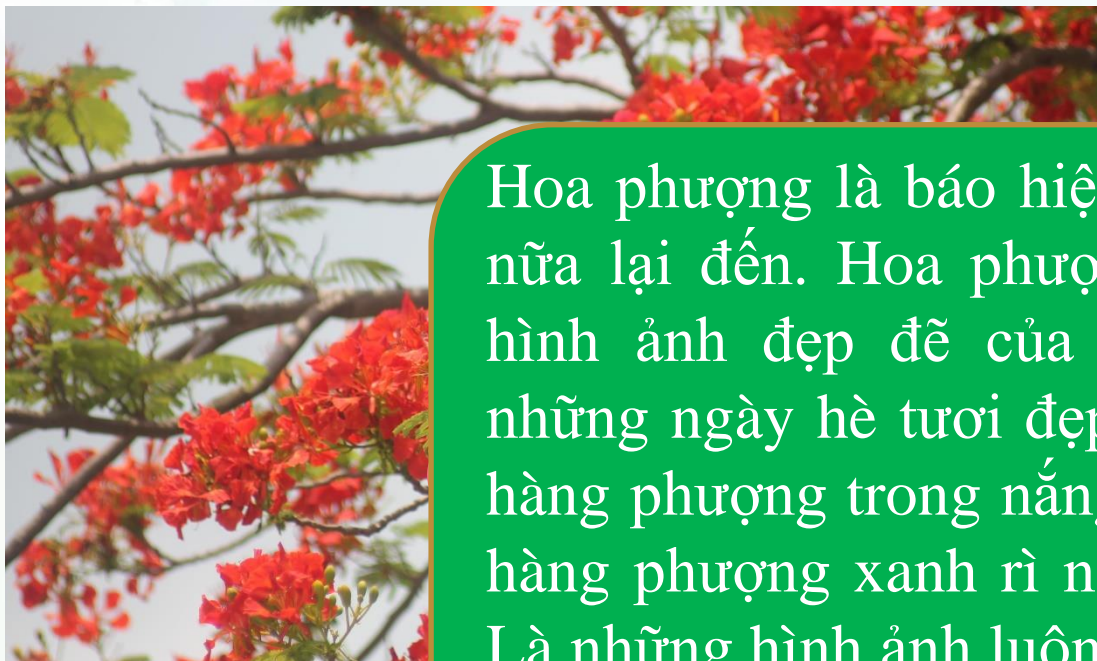 Hoa phượng là báo
nữa lại đến. Hoa
hình ảnh đẹp đẽ của
những ngày hè tươi
hàng phượng trong
hàng phượng xanh rì
Là những hình ảnh